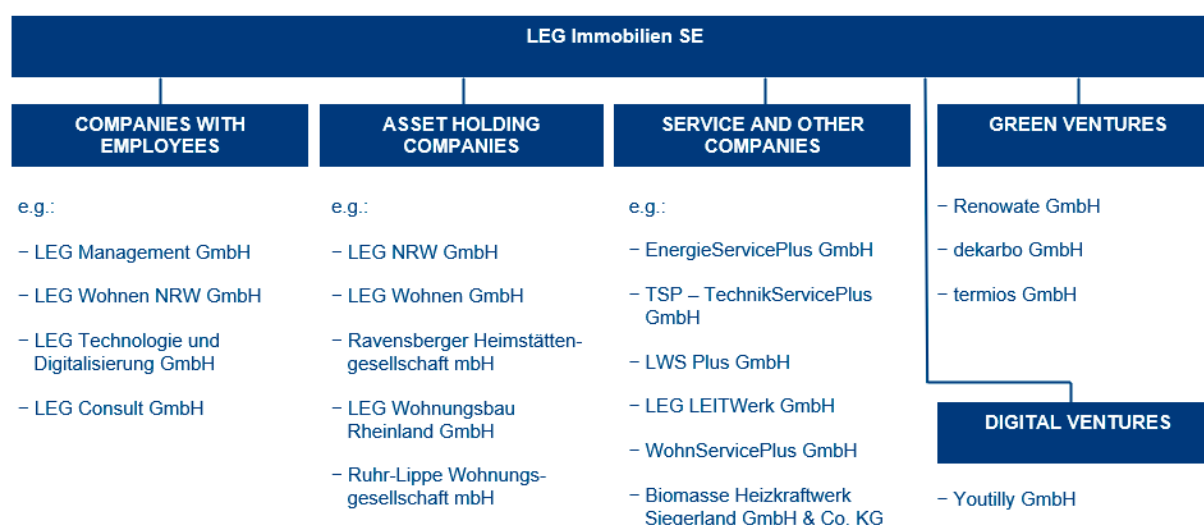 LEG Immobilien SE
COMPANIES WITH
EMPLOYEES
e.g.:
− LEG Management GmbH
− LEG Wohnen NRW GmbH
− LEG Technologie und
Digitalisierung GmbH
− LEG Consult GmbH
ASSET HOLDING
COMPANIES
e.g.:
− LEG NRW GmbH
− LEG Wohnen GmbH
− Ravensberger Heimstätten-
gesellschaft mbH
− LEG Wohnungsbau
Rheinland GmbH
− Ruhr-Lippe Wohnungs-
gesellschaft mbH
SERVICE AND OTHER
COMPANIES
e.g.:
− EnergieServicePlus GmbH
− TSP – TechnikServicePlus
GmbH
− LWS Plus GmbH
− LEG LEITWerk GmbH
− WohnServicePlus GmbH
− Biomasse Heizkraftwerk
Siegerland GmbH & Co. KG
GREEN VENTURES
− Renowate GmbH
− dekarbo GmbH
− termios GmbH
DIGITAL VENTURES
− Youtilly GmbH